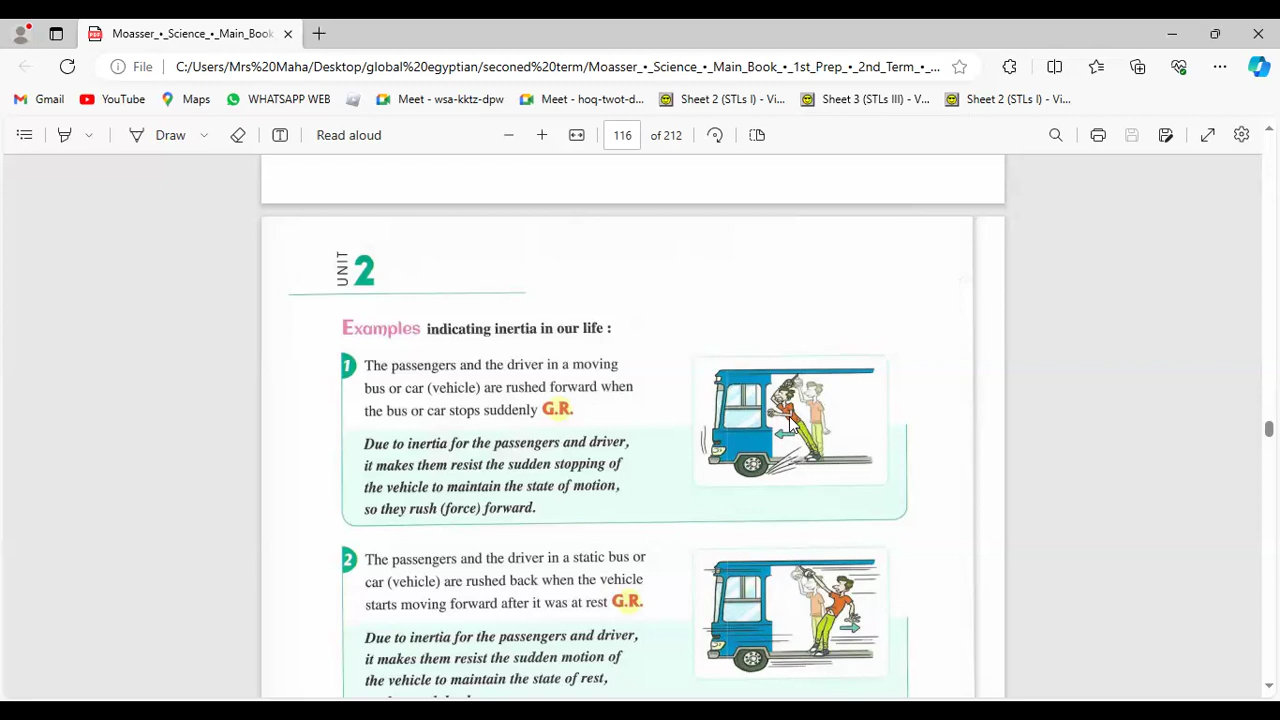 Moasser_•_Science_•_Main_Book
File
C:/Users/Mrs%20Maha/Desktop/global%20egyptian/seconed%20term/Moasser_•_Science_•_Main_Book_•_1st_Prep_•_2nd_Term_•_...
Gmail YouTube Maps WHATSAPP WEB Meet - wsa-kktz-dpw Meet - hoq-twot-d... Sheet 2 (STLs I) - Vi... Sheet 3 (STLs III) - V... Sheet 2 (STLs I) - Vi...
Draw Read aloud 116 of 212
UNIT 2
Examples indicating inertia in our life :
1 The passengers and the driver in a moving
bus or car (vehicle) are rushed forward when
the bus or car stops suddenly G.R.
Due to inertia for the passengers and driver,
it makes them resist the sudden stopping of
the vehicle to maintain the state of motion,
so they rush (force) forward.
2 The passengers and the driver in a static bus or
car (vehicle) are rushed back when the vehicle
starts moving forward after it was at rest G.R.
Due to inertia for the passengers and driver,
it makes them resist the sudden motion of
the vehicle to maintain the state of rest,